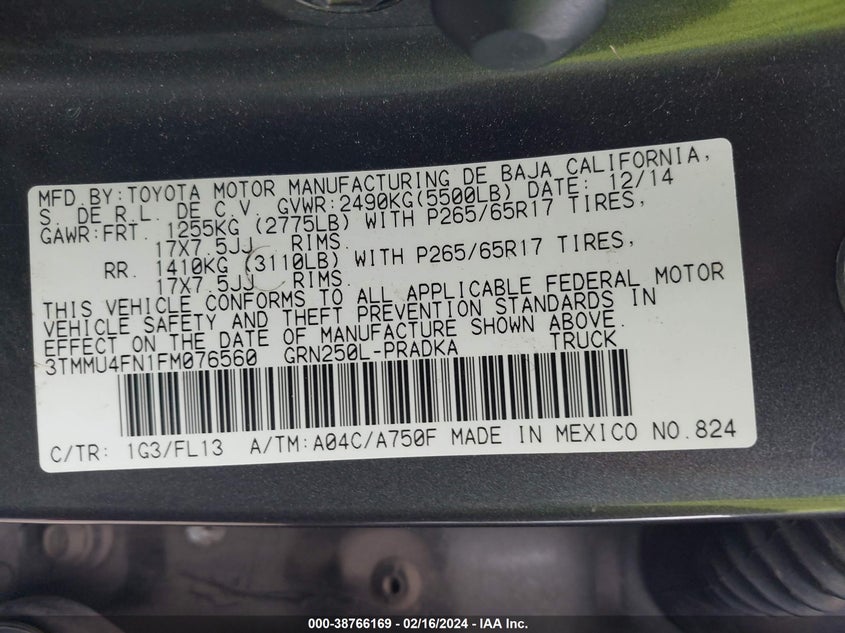 MFD.BY:TOYOTA MOTOR MANUFACTURING DE BAJA CALIFORNIA,
S. DE R.L. DE C.V. GVWR:2490KG(5500LB) DATE: 12/14
GAWR:FRT. 1255KG (2775LB) WITH P265/65R17 TIRES,
17X7.5JJ RIMS.
RR. 1410KG (3110LB) WITH P265/65R17 TIRES,
17X7.5JJ RIMS.
THIS VEHICLE CONFORMS TO ALL APPLICABLE FEDERAL MOTOR
VEHICLE SAFETY AND THEFT PREVENTION STANDARDS IN
EFFECT ON THE DATE OF MANUFACTURE SHOWN ABOVE.
3TMMU4FN1FM076560 GRN250L-PRADKA TRUCK
C/TR: 1G3/FL13 A/TM:A04C/A750F MADE IN MEXICO NO.824
000-38766169 - 02/16/2024 - IAA Inc.